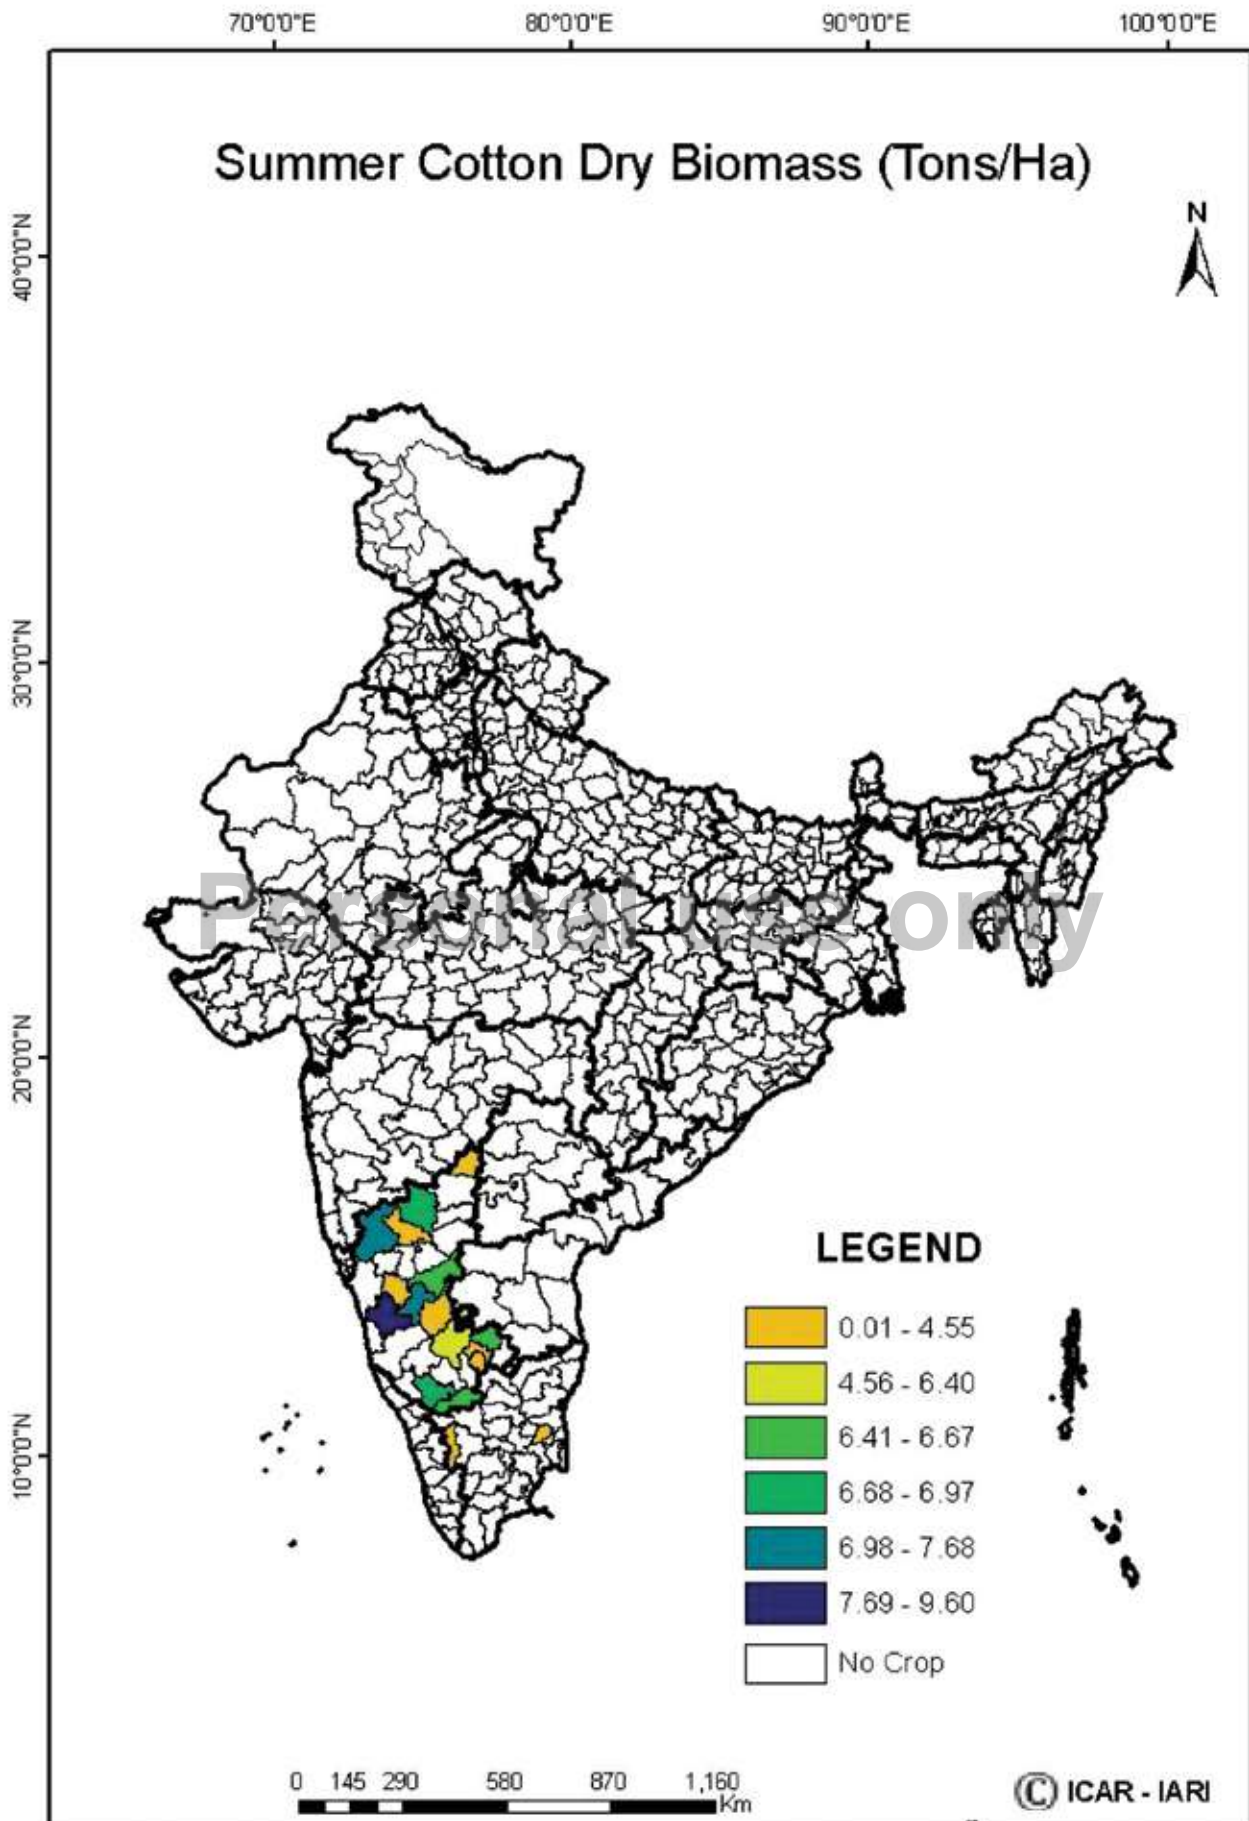 70°0'0"E 80°0'0"E 90°0'0"E 100°0'0"E
Summer Cotton Dry Biomass (Tons/Ha)
N
40°0'0"N
30°0'0"N
Personal use only
20°0'0"N
LEGEND
0.01 - 4.55
4.56 - 6.40
6.41 - 6.67
10°0'0"N
6.68 - 6.97
6.98 - 7.68
7.69 - 9.60
No Crop
0 145 290 580 870 1,160
Km
© ICAR - IARI